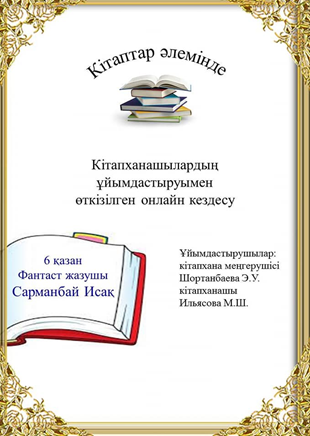 Кітаптар әлемінде
Кітапханашылардың
ұйымдастыруымен
өткізілген онлайн кездесу
6 қазан
Фантаст жазушы
Сарманбай Исақ
Ұйымдастырушылар:
кітапхана меңгерушісі
Шортанбаева Э.У.
кітапханашы
Ильясова М.Ш.